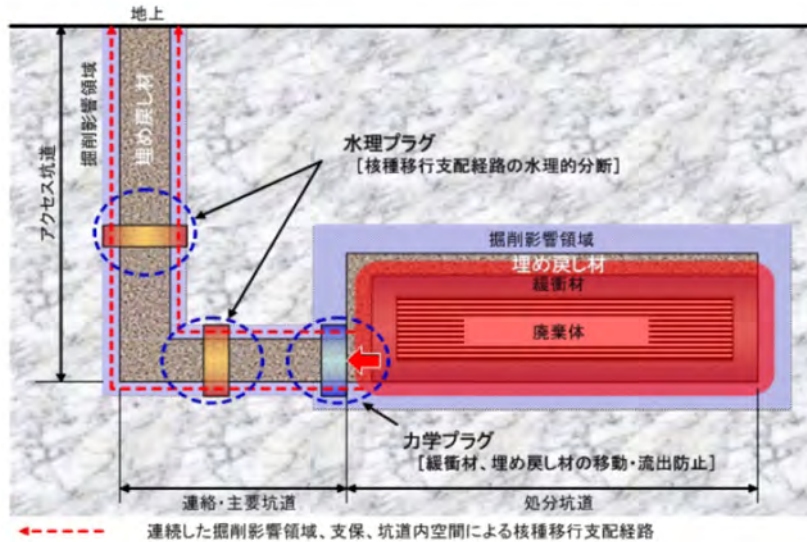 地上
掘削影響領域
埋め戻し材
アクセス坑道
水理プラグ
[核種移行支配経路の水理的分断]
掘削影響領域
埋め戻し材
緩衝材
廃棄体
力学プラグ
[緩衝材、埋め戻し材の移動・流出防止]
連絡・主要坑道
処分坑道
連続した掘削影響領域、支保、坑道内空間による核種移行支配経路